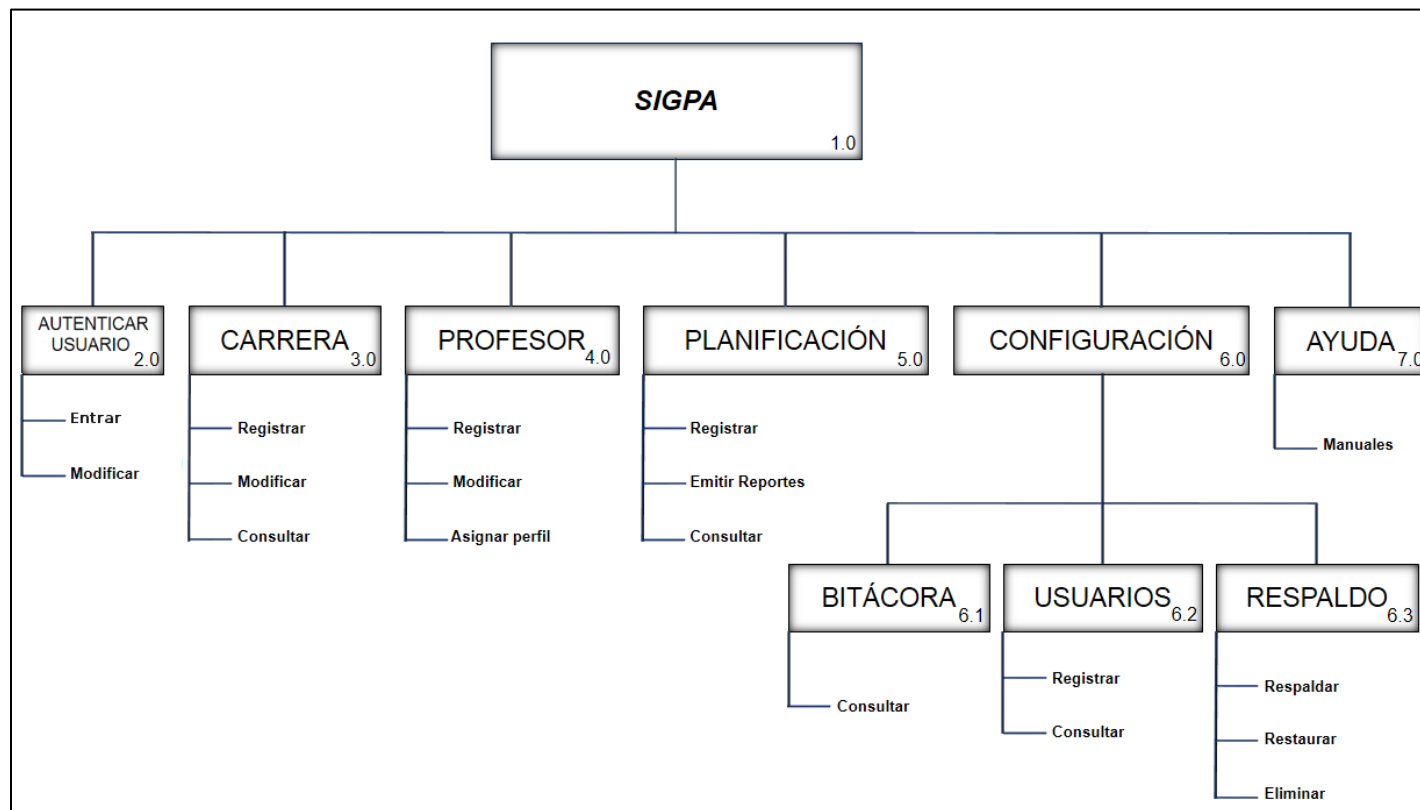 SIGPA
1.0
AUTENTICAR
USUARIO
2.0
Entrar
Modificar
CARRERA
3.0
Registrar
Modificar
Consultar
PROFESOR
4.0
Registrar
Modificar
Asignar perfil
PLANIFICACIÓN
5.0
Registrar
Emitir Reportes
Consultar
CONFIGURACIÓN
6.0
BITÁCORA
6.1
Consultar
USUARIOS
6.2
Registrar
Consultar
RESPALDO
6.3
Respaldar
Restaurar
Eliminar
AYUDA
7.0
Manuales